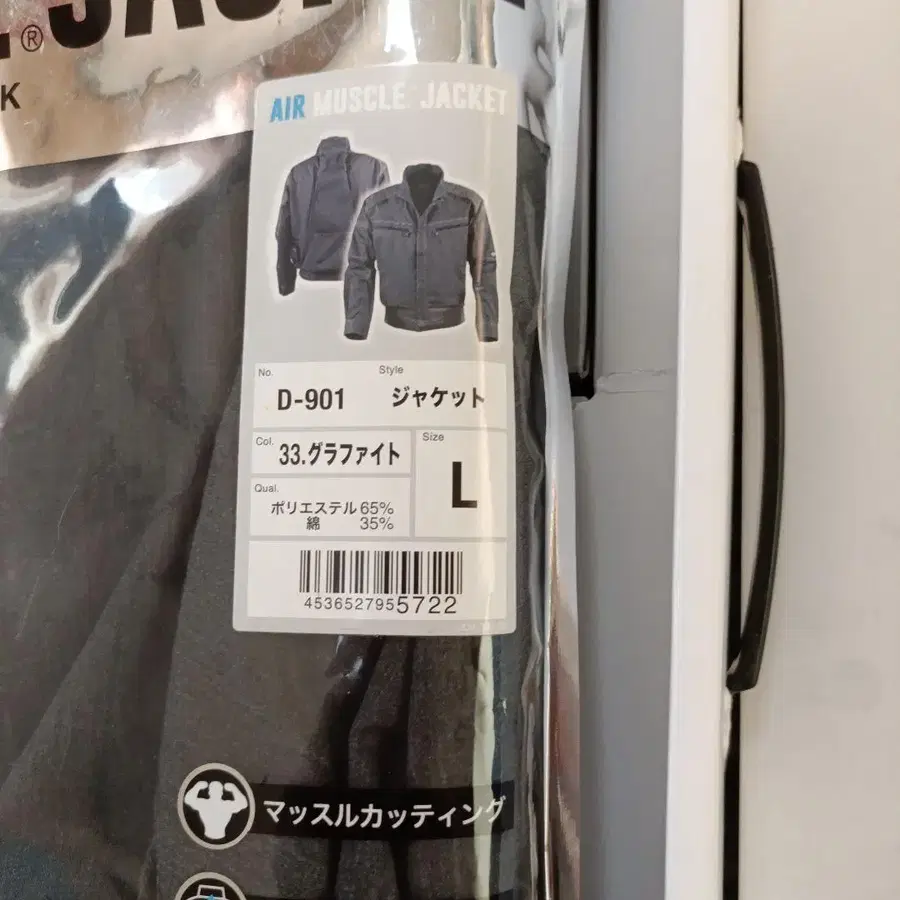 ® JACK
K
AIR MUSCLE JACKET
No.
Style
D-901 ジャケット
Col.
33.グラファイト
Size
L
Qual.
ポリエステル 65%
綿 35%
4536527955722
マッスルカッティング